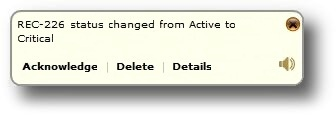 REC-226 status changed from Active to
Critical
Acknowledge | Delete | Details